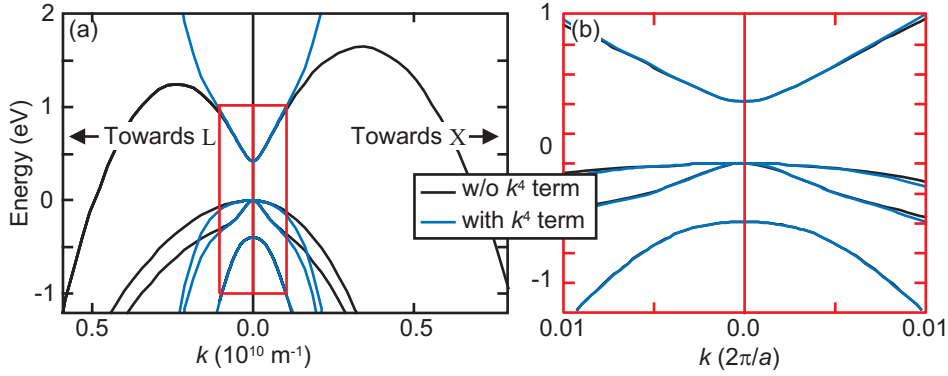 (a)
2
1
0
-1
Energy (eV)
Towards L
Towards X
0.5
0.0
0.5
k (10¹⁰ m⁻¹)
w/o k⁴ term
with k⁴ term
(b)
1
0
-1
0.01
0.0
0.01
k (2π/a)